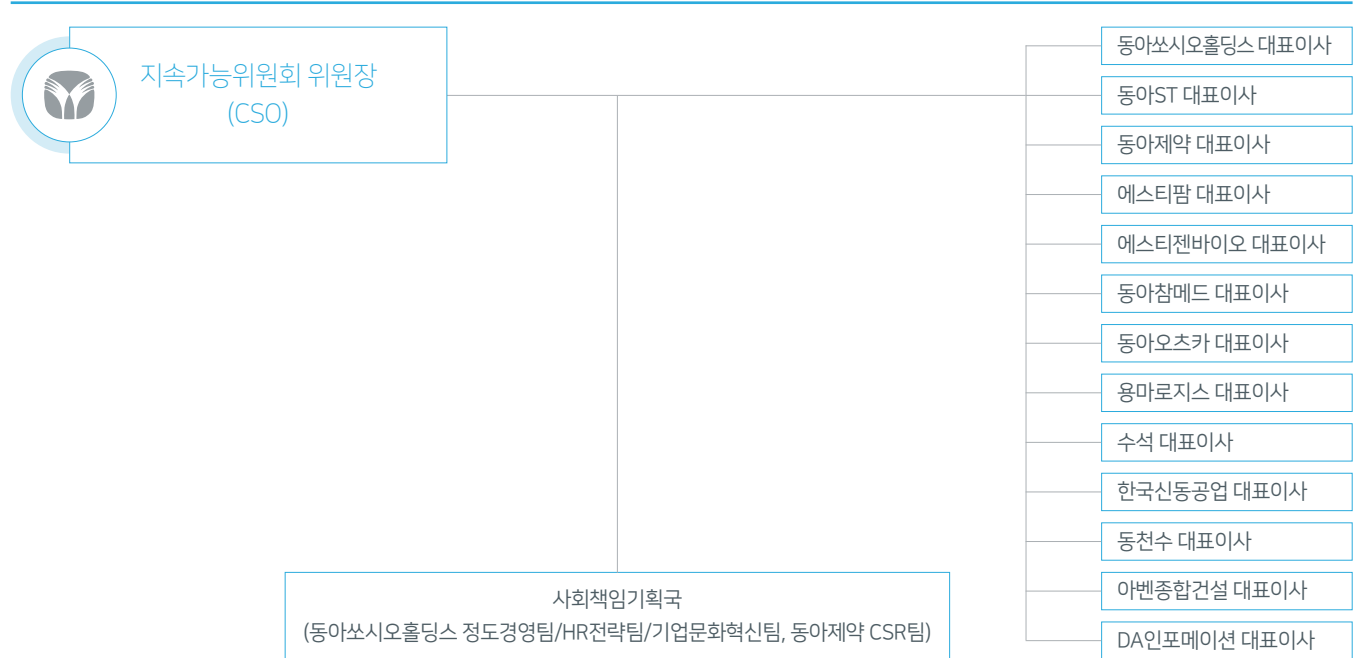 지속가능위원회 위원장
(CSO)
동아쏘시오홀딩스 대표이사
동아ST 대표이사
동아제약 대표이사
에스티팜 대표이사
에스티젠바이오 대표이사
동아참메드 대표이사
동아오츠카 대표이사
용마로지스 대표이사
수석 대표이사
한국신동공업 대표이사
동천수 대표이사
아벤종합건설 대표이사
DA인포메이션 대표이사
사회책임기획국
(동아쏘시오홀딩스 정도경영팀/HR전략팀/기업문화혁신팀, 동아제약 CSR팀)